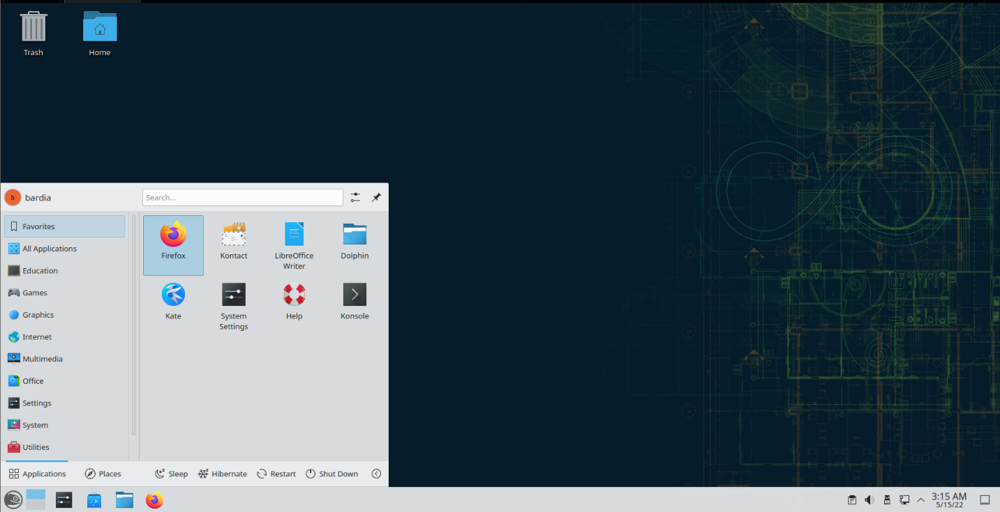 Trash
Home
bardia
Search...
Favorites
All Applications
Education
Games
Graphics
Internet
Multimedia
Office
Settings
System
Utilities
Firefox
Kontact
LibreOffice
Writer
Dolphin
Kate
System
Settings
Help
Konsole
Applications
Places
Sleep
Hibernate
Restart
Shut Down
3:15 AM
5/15/22